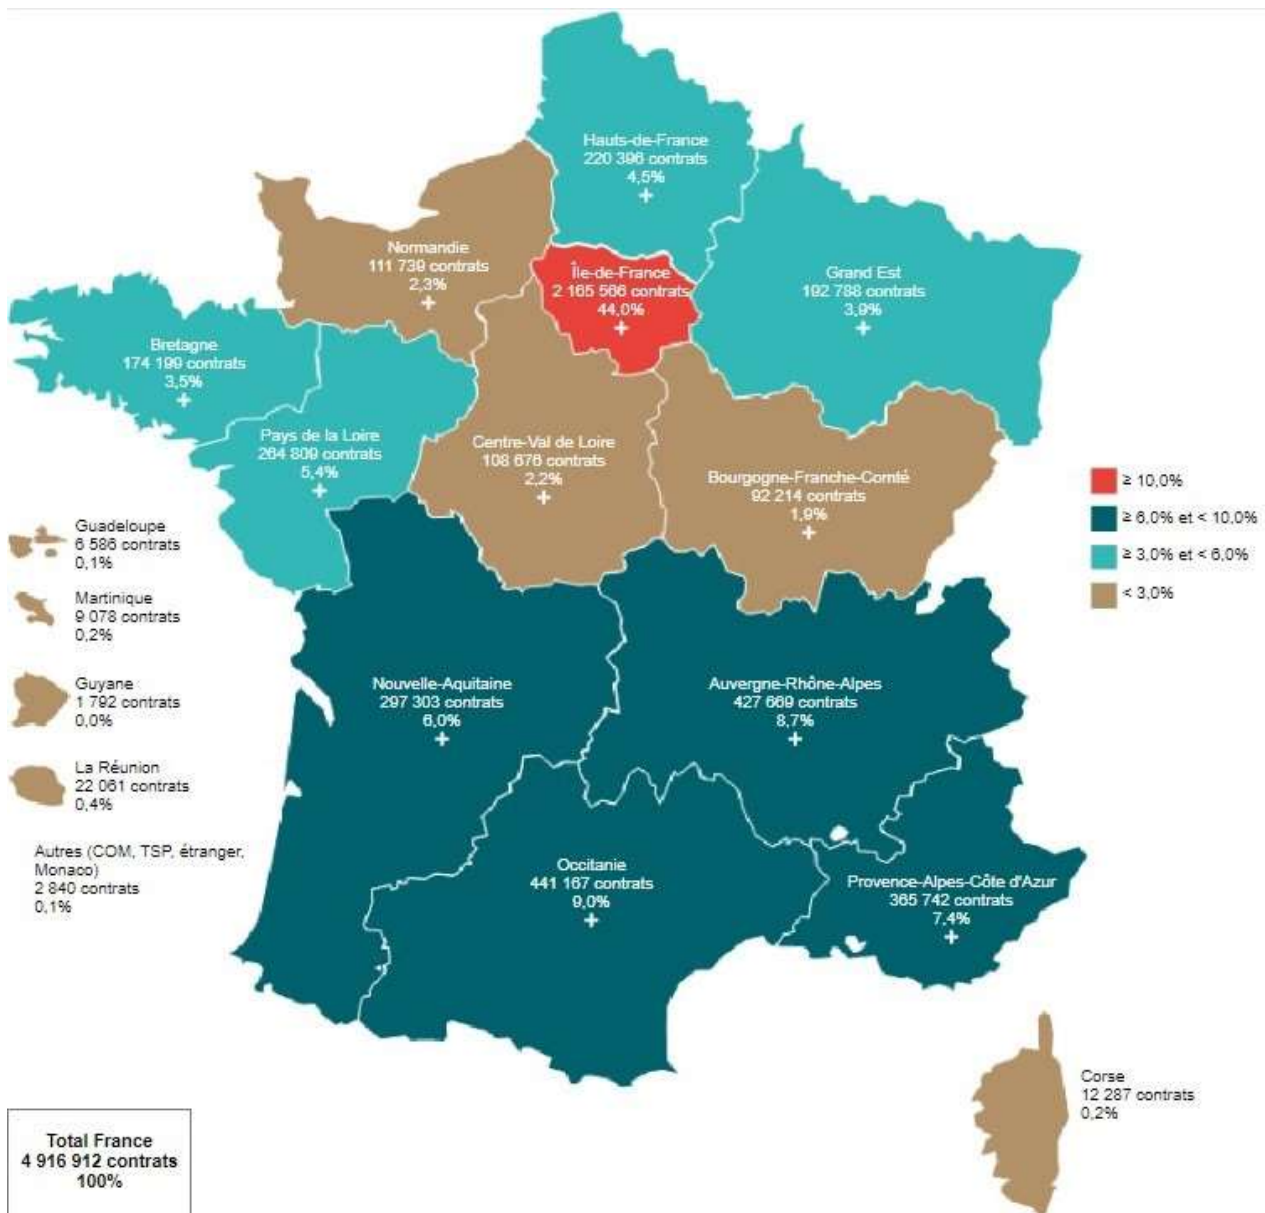 Hauts-de-France
220 396 contrats
4,5%
Normandie
111 739 contrats
2,3%
Île-de-France
2 165 566 contrats
44,0%
Grand Est
192 788 contrats
3,9%
Bretagne
174 199 contrats
3,5%
Pays de la Loire
264 809 contrats
5,4%
Centre-Val de Loire
108 676 contrats
2,2%
Bourgogne-Franche-Comté
92 214 contrats
1,9%
≥ 10,0%
≥ 6,0% et < 10,0%
≥ 3,0% et < 6,0%
< 3,0%
Guadeloupe
6 586 contrats
0,1%
Martinique
9 078 contrats
0,2%
Guyane
1 792 contrats
0,0%
La Réunion
22 061 contrats
0,4%
Autres (COM, TSP, étranger,
Monaco)
2 840 contrats
0,1%
Nouvelle-Aquitaine
297 303 contrats
6,0%
Auvergne-Rhône-Alpes
427 669 contrats
8,7%
Occitanie
441 167 contrats
9,0%
Provence-Alpes-Côte d'Azur
365 742 contrats
7,4%
Corse
12 287 contrats
0,2%
Total France
4 916 912 contrats
100%